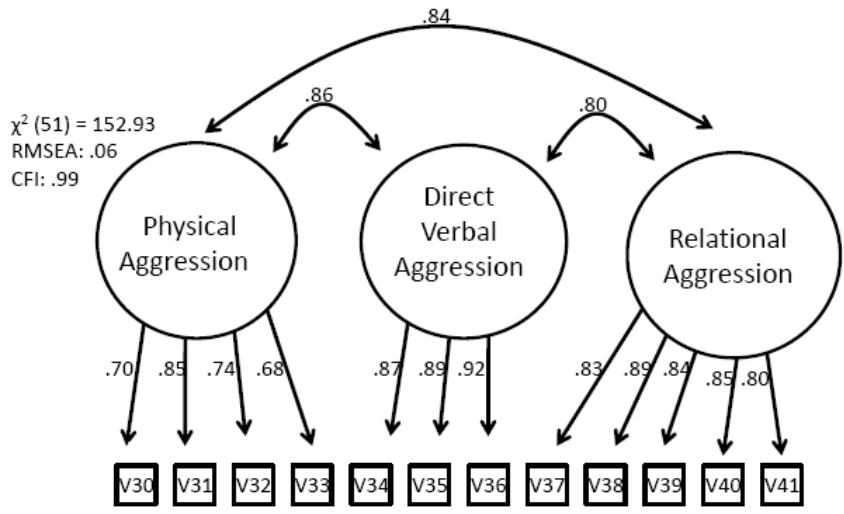 .84
.86
.80
χ² (51) = 152.93
RMSEA: .06
CFI: .99
Physical
Aggression
Direct
Verbal
Aggression
Relational
Aggression
.70 .85 .74 .68 .87 .89 .92 .83 .89 .84 .85 .80
V30 V31 V32 V33 V34 V35 V36 V37 V38 V39 V40 V41